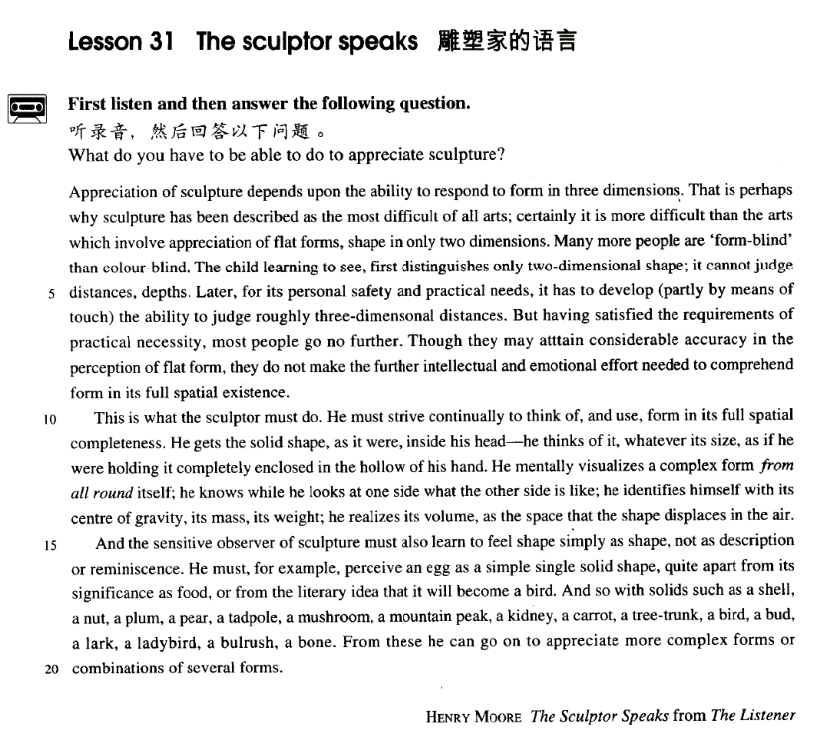 Lesson 31 The sculptor speaks 雕塑家的语言
First listen and then answer the following question.
听录音，然后回答以下问题。
What do you have to be able to do to appreciate sculpture?
Appreciation of sculpture depends upon the ability to respond to form in three dimensions. That is perhaps
why sculpture has been described as the most difficult of all arts; certainly it is more difficult than the arts
which involve appreciation of flat forms, shape in only two dimensions. Many more people are ‘form-blind’
than colour-blind. The child learning to see, first distinguishes only two-dimensional shape; it cannot judge
5 distances, depths. Later, for its personal safety and practical needs, it has to develop (partly by means of
touch) the ability to judge roughly three-dimensonal distances. But having satisfied the requirements of
practical necessity, most people go no further. Though they may atttain considerable accuracy in the
perception of flat form, they do not make the further intellectual and emotional effort needed to comprehend
form in its full spatial existence.
10 This is what the sculptor must do. He must strive continually to think of, and use, form in its full spatial
completeness. He gets the solid shape, as it were, inside his head—he thinks of it, whatever its size, as if he
were holding it completely enclosed in the hollow of his hand. He mentally visualizes a complex form from
all round itself; he knows while he looks at one side what the other side is like; he identifies himself with its
centre of gravity, its mass, its weight; he realizes its volume, as the space that the shape displaces in the air.
15 And the sensitive observer of sculpture must also learn to feel shape simply as shape, not as description
or reminiscence. He must, for example, perceive an egg as a simple single solid shape, quite apart from its
significance as food, or from the literary idea that it will become a bird. And so with solids such as a shell,
a nut, a plum, a pear, a tadpole, a mushroom, a mountain peak, a kidney, a carrot, a tree-trunk, a bird, a bud,
a lark, a ladybird, a bulrush, a bone. From these he can go on to appreciate more complex forms or
20 combinations of several forms.
HENRY MOORE The Sculptor Speaks from The Listener